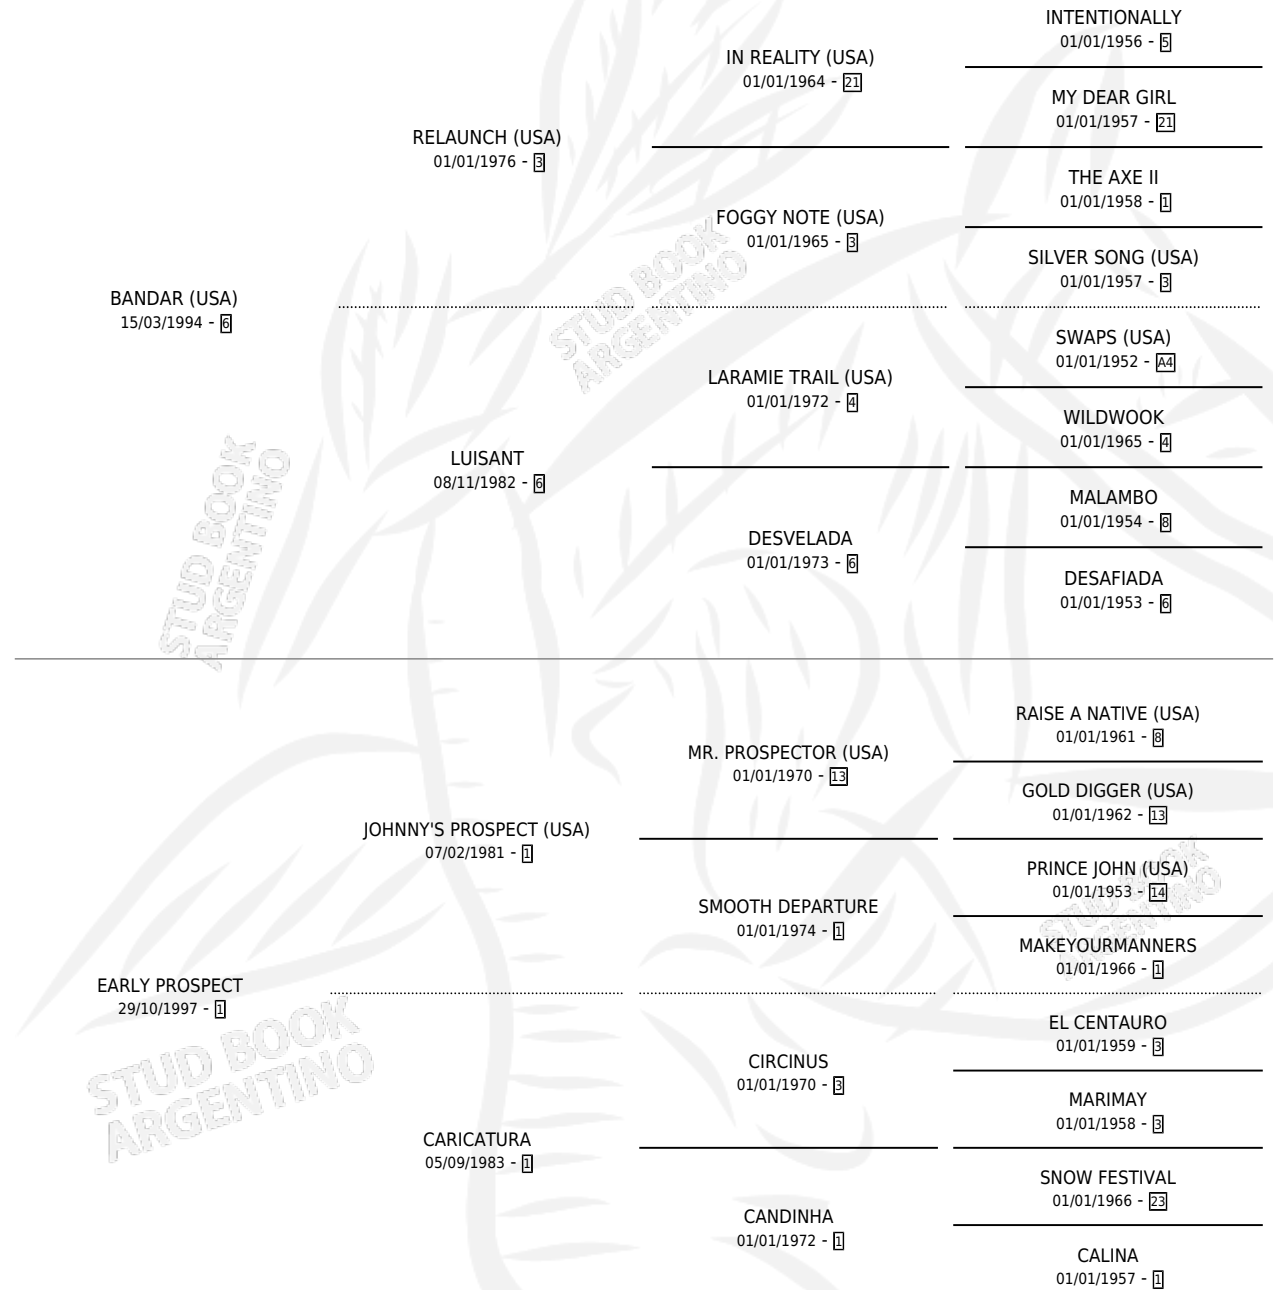 INTENTIONALLY
01/01/1956 - 5
IN REALITY (USA)
01/01/1964 - 21
MY DEAR GIRL
01/01/1957 - 21
RELAUNCH (USA)
01/01/1976 - 3
THE AXE II
01/01/1958 - 1
FOGGY NOTE (USA)
01/01/1965 - 3
SILVER SONG (USA)
01/01/1957 - 3
BANDAR (USA)
15/03/1994 - 6
SWAPS (USA)
01/01/1952 - A4
LARAMIE TRAIL (USA)
01/01/1972 - 4
WILDWOOK
01/01/1965 - 4
LUISANT
08/11/1982 - 6
MALAMBO
01/01/1954 - 8
DESVELADA
01/01/1973 - 6
DESAFIADA
01/01/1953 - 6
RAISE A NATIVE (USA)
01/01/1961 - 8
MR. PROSPECTOR (USA)
01/01/1970 - 13
GOLD DIGGER (USA)
01/01/1962 - 13
JOHNNY'S PROSPECT (USA)
07/02/1981 - 1
PRINCE JOHN (USA)
01/01/1953 - 14
SMOOTH DEPARTURE
01/01/1974 - 1
MAKEYOURMANNERS
01/01/1966 - 1
EARLY PROSPECT
29/10/1997 - 1
EL CENTAURO
01/01/1959 - 3
CIRCINUS
01/01/1970 - 3
MARIMAY
01/01/1958 - 3
CARICATURA
05/09/1983 - 1
SNOW FESTIVAL
01/01/1966 - 23
CANDINHA
01/01/1972 - 1
CALINA
01/01/1957 - 1
STUD BOOK
ARGENTINO
STUD BOOK
ARGENTINO
STUD BOOK
ARGENTINO
STUD BOOK
ARGENTINO